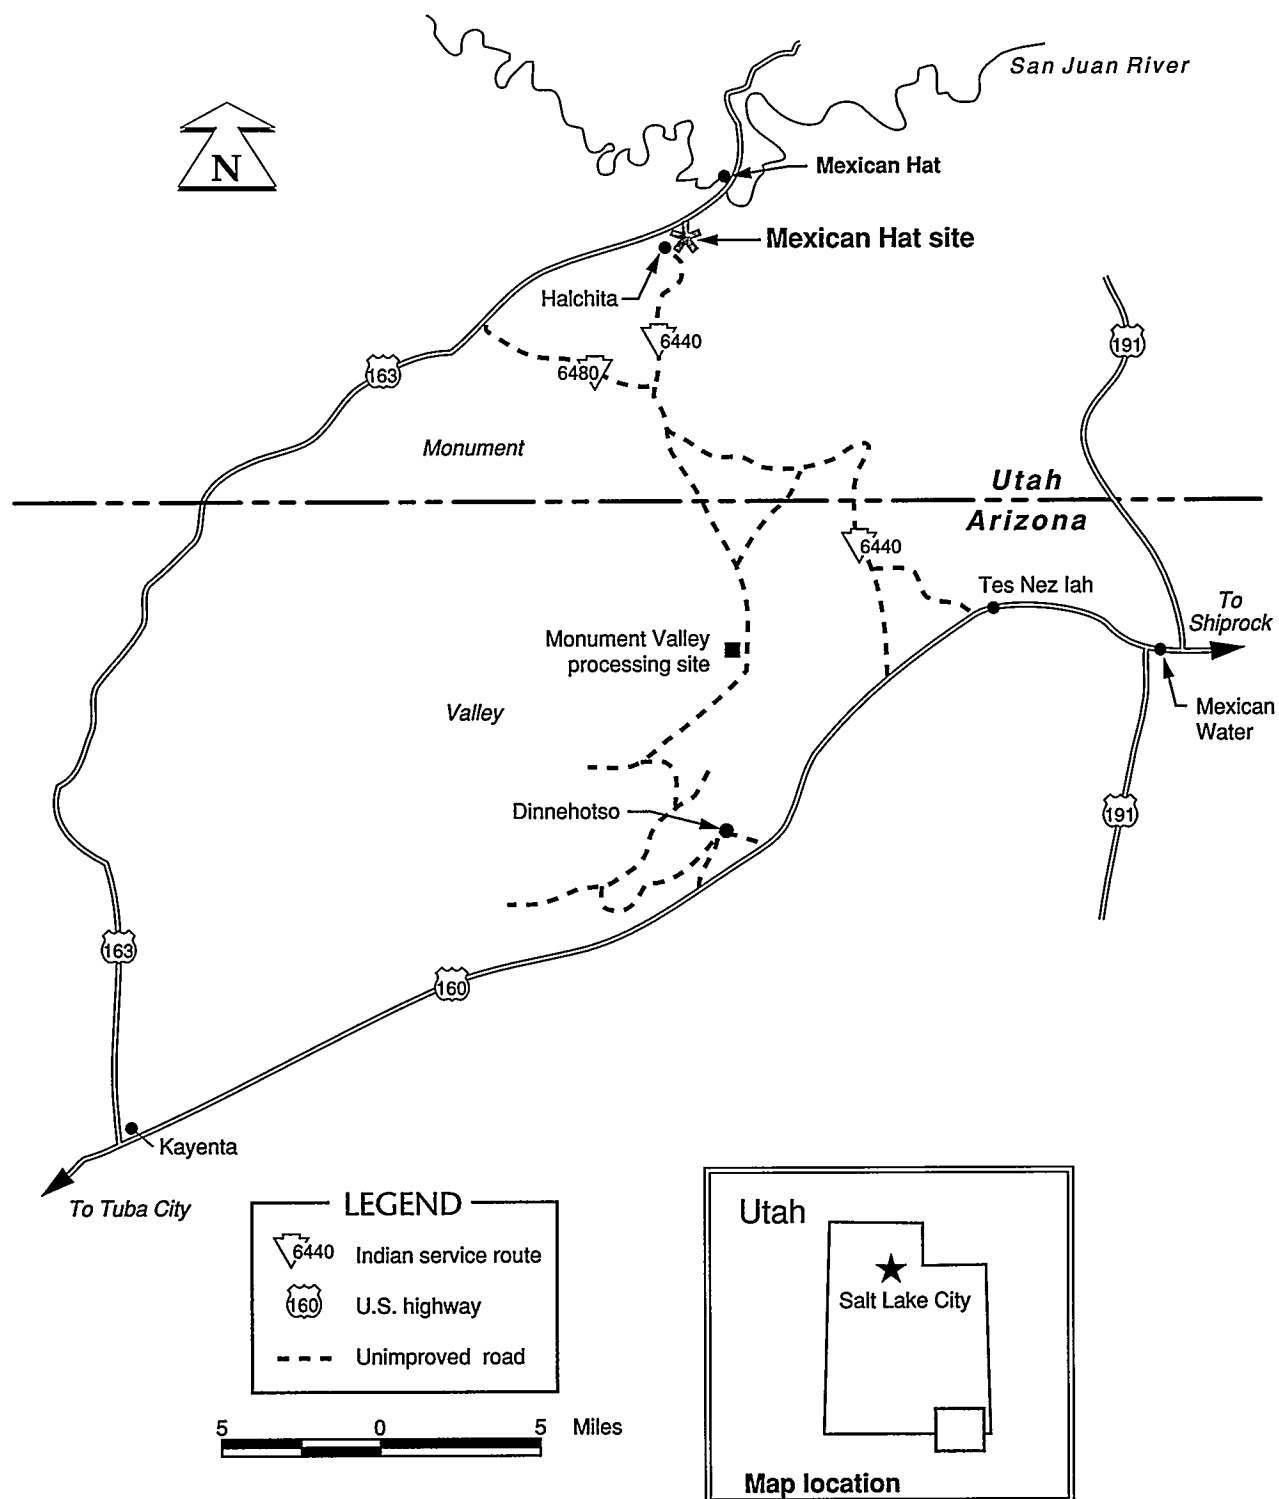 San Juan River
N
Mexican Hat
Mexican Hat site
Halchita
6440
191
6480
163
Monument
Utah
Arizona
6440
Tes Nez Iah
To
Shiprock
Monument Valley
processing site
Valley
Mexican
Water
Dinnehotso
191
163
160
Kayenta
To Tuba City
LEGEND
6440 Indian service route
160 U.S. highway
Unimproved road
5 0 5 Miles
Utah
Salt Lake City
Map location